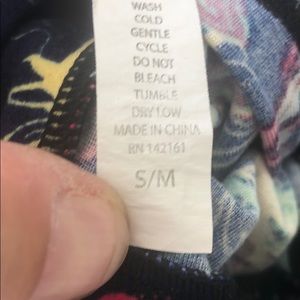 WASH
COLD
GENTLE
CYCLE
DO NOT
BLEACH
TUMBLE
DRY LOW
MADE IN CHINA
RN 142161
S/M